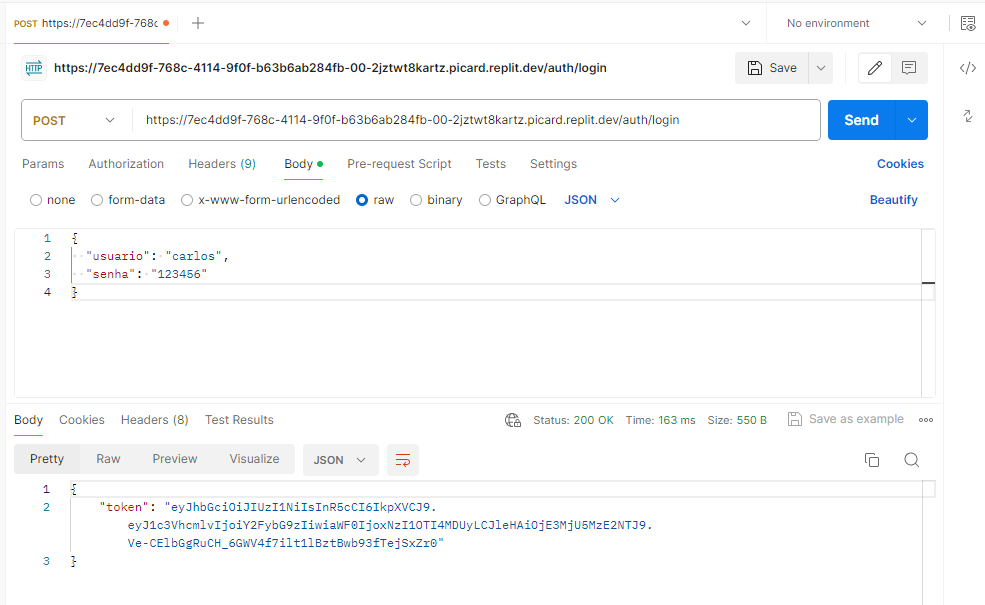 POST https://7ec4dd9f-768c
No environment
HTTP https://7ec4dd9f-768c-4114-9f0f-b63b6ab284fb-00-2jztwt8kartz.picard.replit.dev/auth/login
Save
POST https://7ec4dd9f-768c-4114-9f0f-b63b6ab284fb-00-2jztwt8kartz.picard.replit.dev/auth/login
Send
Params Authorization Headers (9) Body Pre-request Script Tests Settings Cookies
none form-data x-www-form-urlencoded raw binary GraphQL JSON Beautify
1 {
2 "usuario": "carlos",
3 "senha": "123456"
4 }
Body Cookies Headers (8) Test Results Status: 200 OK Time: 163 ms Size: 550 B Save as example
Pretty Raw Preview Visualize JSON
1 {
2 "token": "eyJhbGciOiJIUzI1NiIsInR5cCI6IkpXVCJ9.
eyJ1c3VhcmlvIjoiY2FybG9zIiwiaWF0IjoxNzI1OTI4MDUyLCJleHAiOjE3MjU5MzE2NTJ9.
Ve-CElbGgRuCH_6GWV4f7ilt1lBztBwb93fTejSxZr0"
3 }